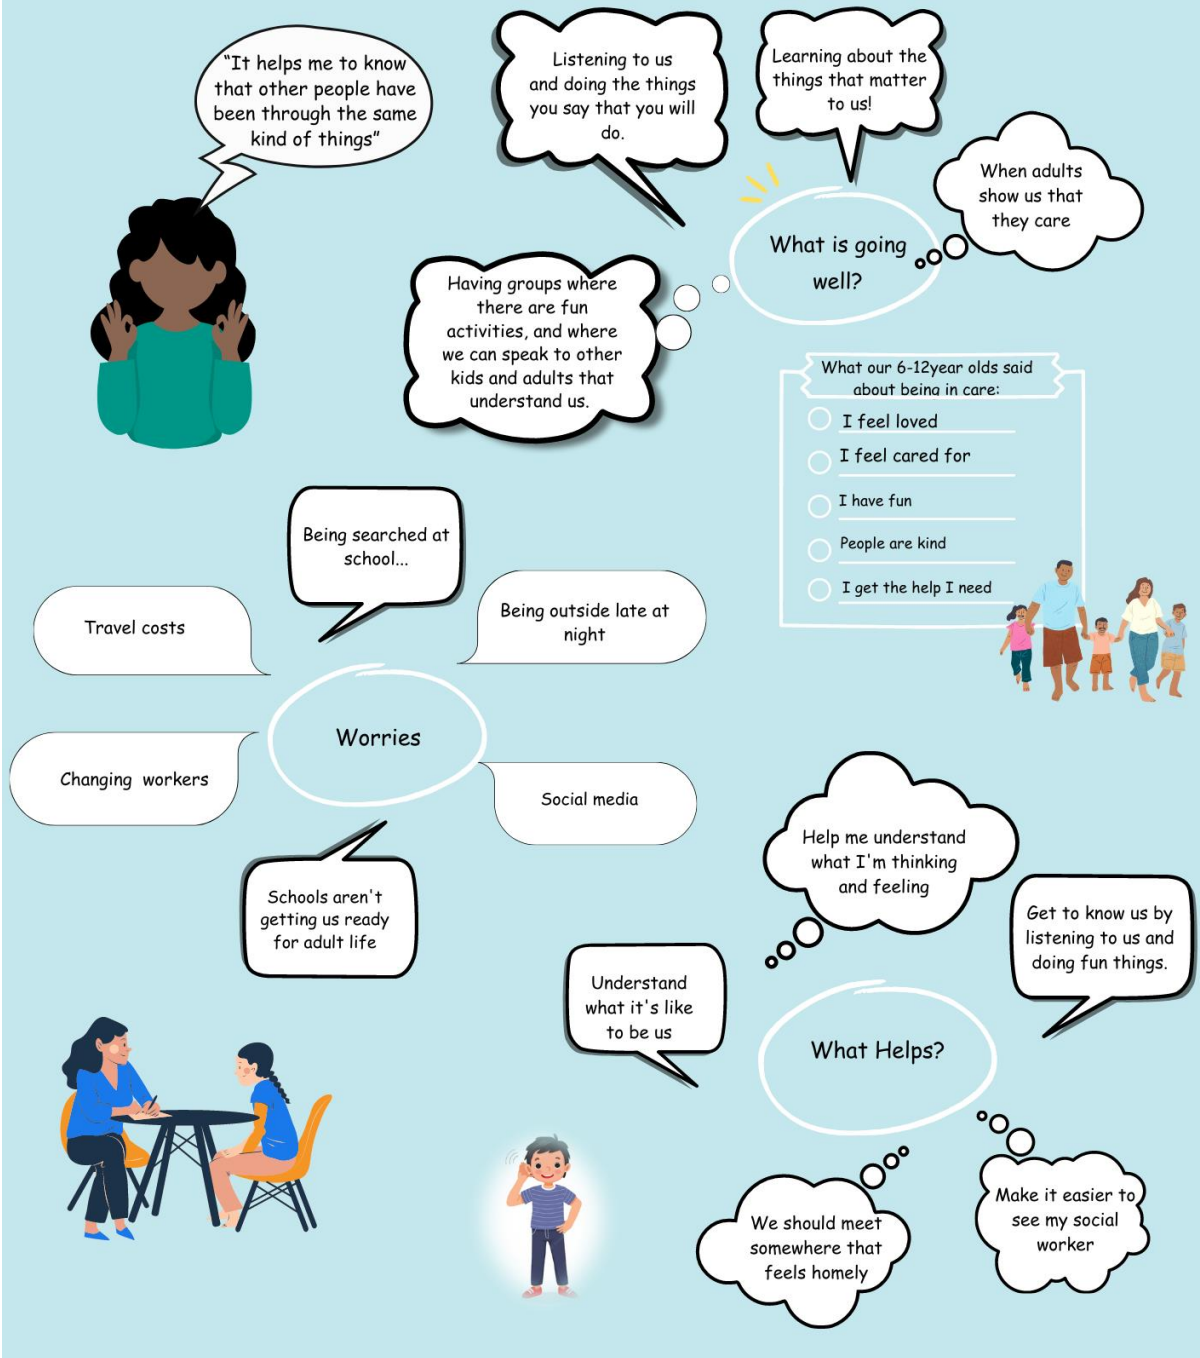 "It helps me to know
that other people have
been through the same
kind of things"
Listening to us
and doing the things
you say that you will
do.
Learning about the
things that matter
to us!
When adults
show us that
they care
What is going
well?
Having groups where
there are fun
activities, and where
we can speak to other
kids and adults that
understand us.
What our 6-12year olds said
about being in care:
I feel loved
I feel cared for
I have fun
People are kind
I get the help I need
Being searched at
school...
Travel costs
Being outside late at
night
Worries
Changing workers
Social media
Schools aren't
getting us ready
for adult life
Help me understand
what I'm thinking
and feeling
Get to know us by
listening to us and
doing fun things.
Understand
what it's like
to be us
What Helps?
We should meet
somewhere that
feels homely
Make it easier to
see my social
worker